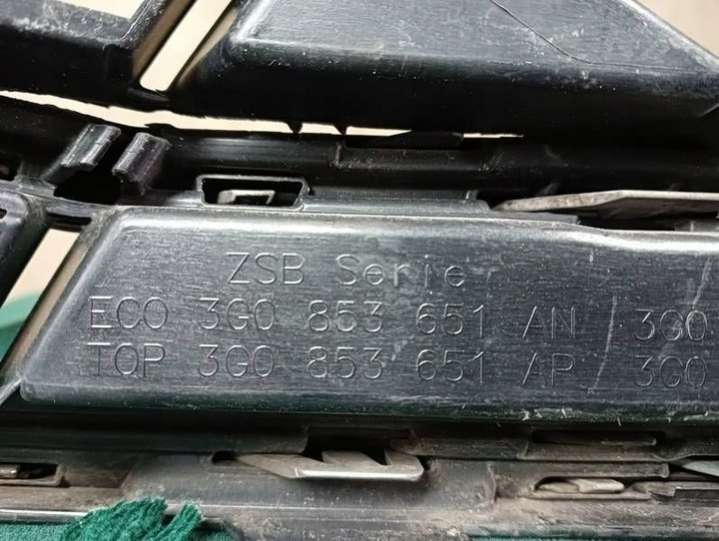 ZSB Serie
ECO 3G0 853 651 AN 3G0
TOP 3G0 853 651 AP 3G0